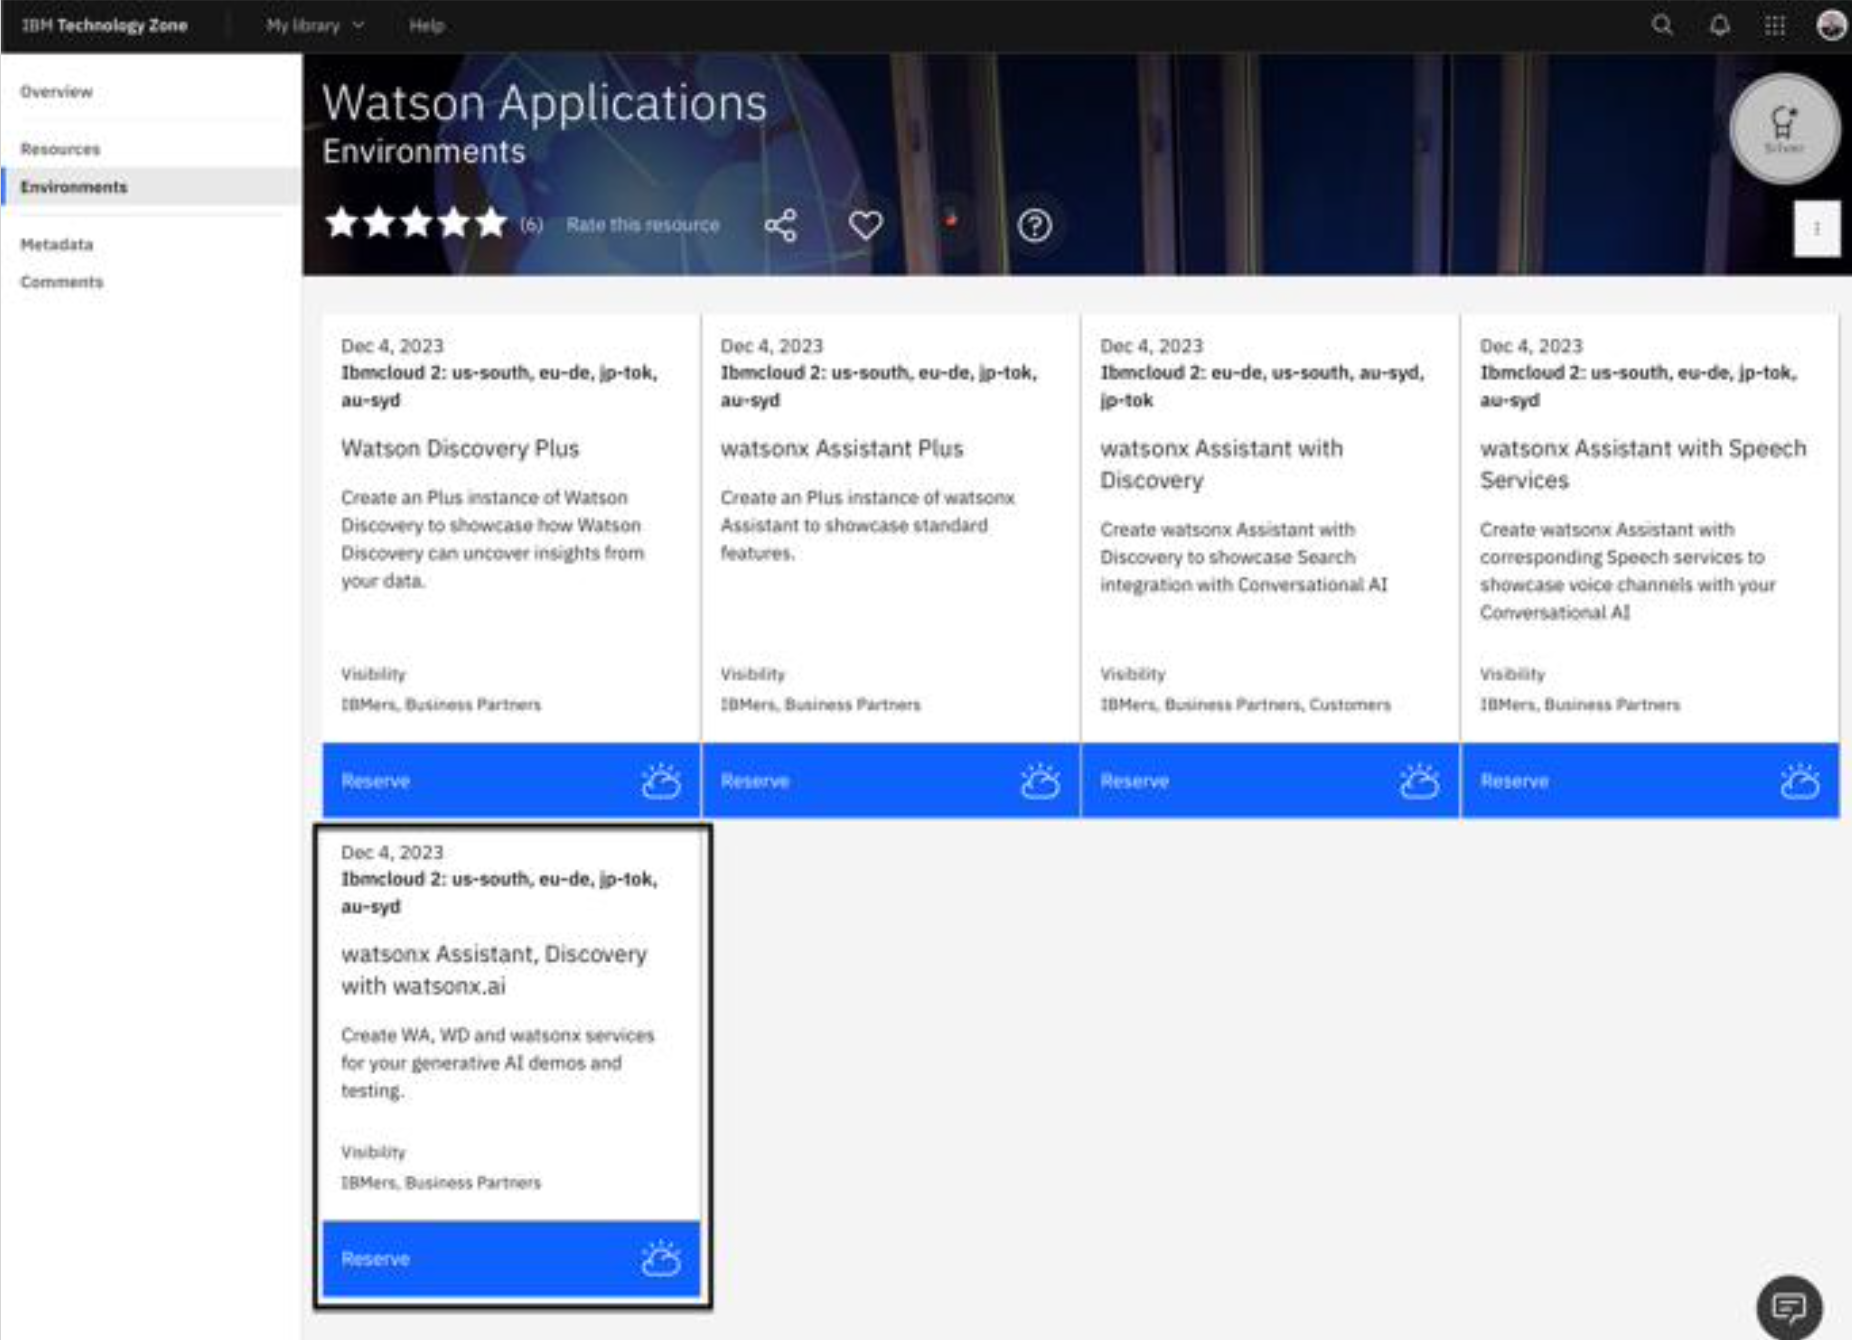 IBM Technology Zone
My library
Help
Overview
Resources
Environments
Metadata
Comments
Watson Applications
Environments
(6)
Rate this resource
Silver
Dec 4, 2023
Ibmcloud 2: us-south, eu-de, jp-tok,
au-syd
Watson Discovery Plus
Create an Plus instance of Watson
Discovery to showcase how Watson
Discovery can uncover insights from
your data.
Visibility
IBMers, Business Partners
Reserve
Dec 4, 2023
Ibmcloud 2: us-south, eu-de, jp-tok,
au-syd
watsonx Assistant Plus
Create an Plus instance of watsonx
Assistant to showcase standard
features.
Visibility
IBMers, Business Partners
Reserve
Dec 4, 2023
Ibmcloud 2: eu-de, us-south, au-syd,
jp-tok
watsonx Assistant with
Discovery
Create watsonx Assistant with
Discovery to showcase Search
integration with Conversational AI
Visibility
IBMers, Business Partners, Customers
Reserve
Dec 4, 2023
Ibmcloud 2: us-south, eu-de, jp-tok,
au-syd
watsonx Assistant with Speech
Services
Create watsonx Assistant with
corresponding Speech services to
showcase voice channels with your
Conversational AI
Visibility
IBMers, Business Partners
Reserve
Dec 4, 2023
Ibmcloud 2: us-south, eu-de, jp-tok,
au-syd
watsonx Assistant, Discovery
with watsonx.ai
Create WA, WD and watsonx services
for your generative AI demos and
testing.
Visibility
IBMers, Business Partners
Reserve